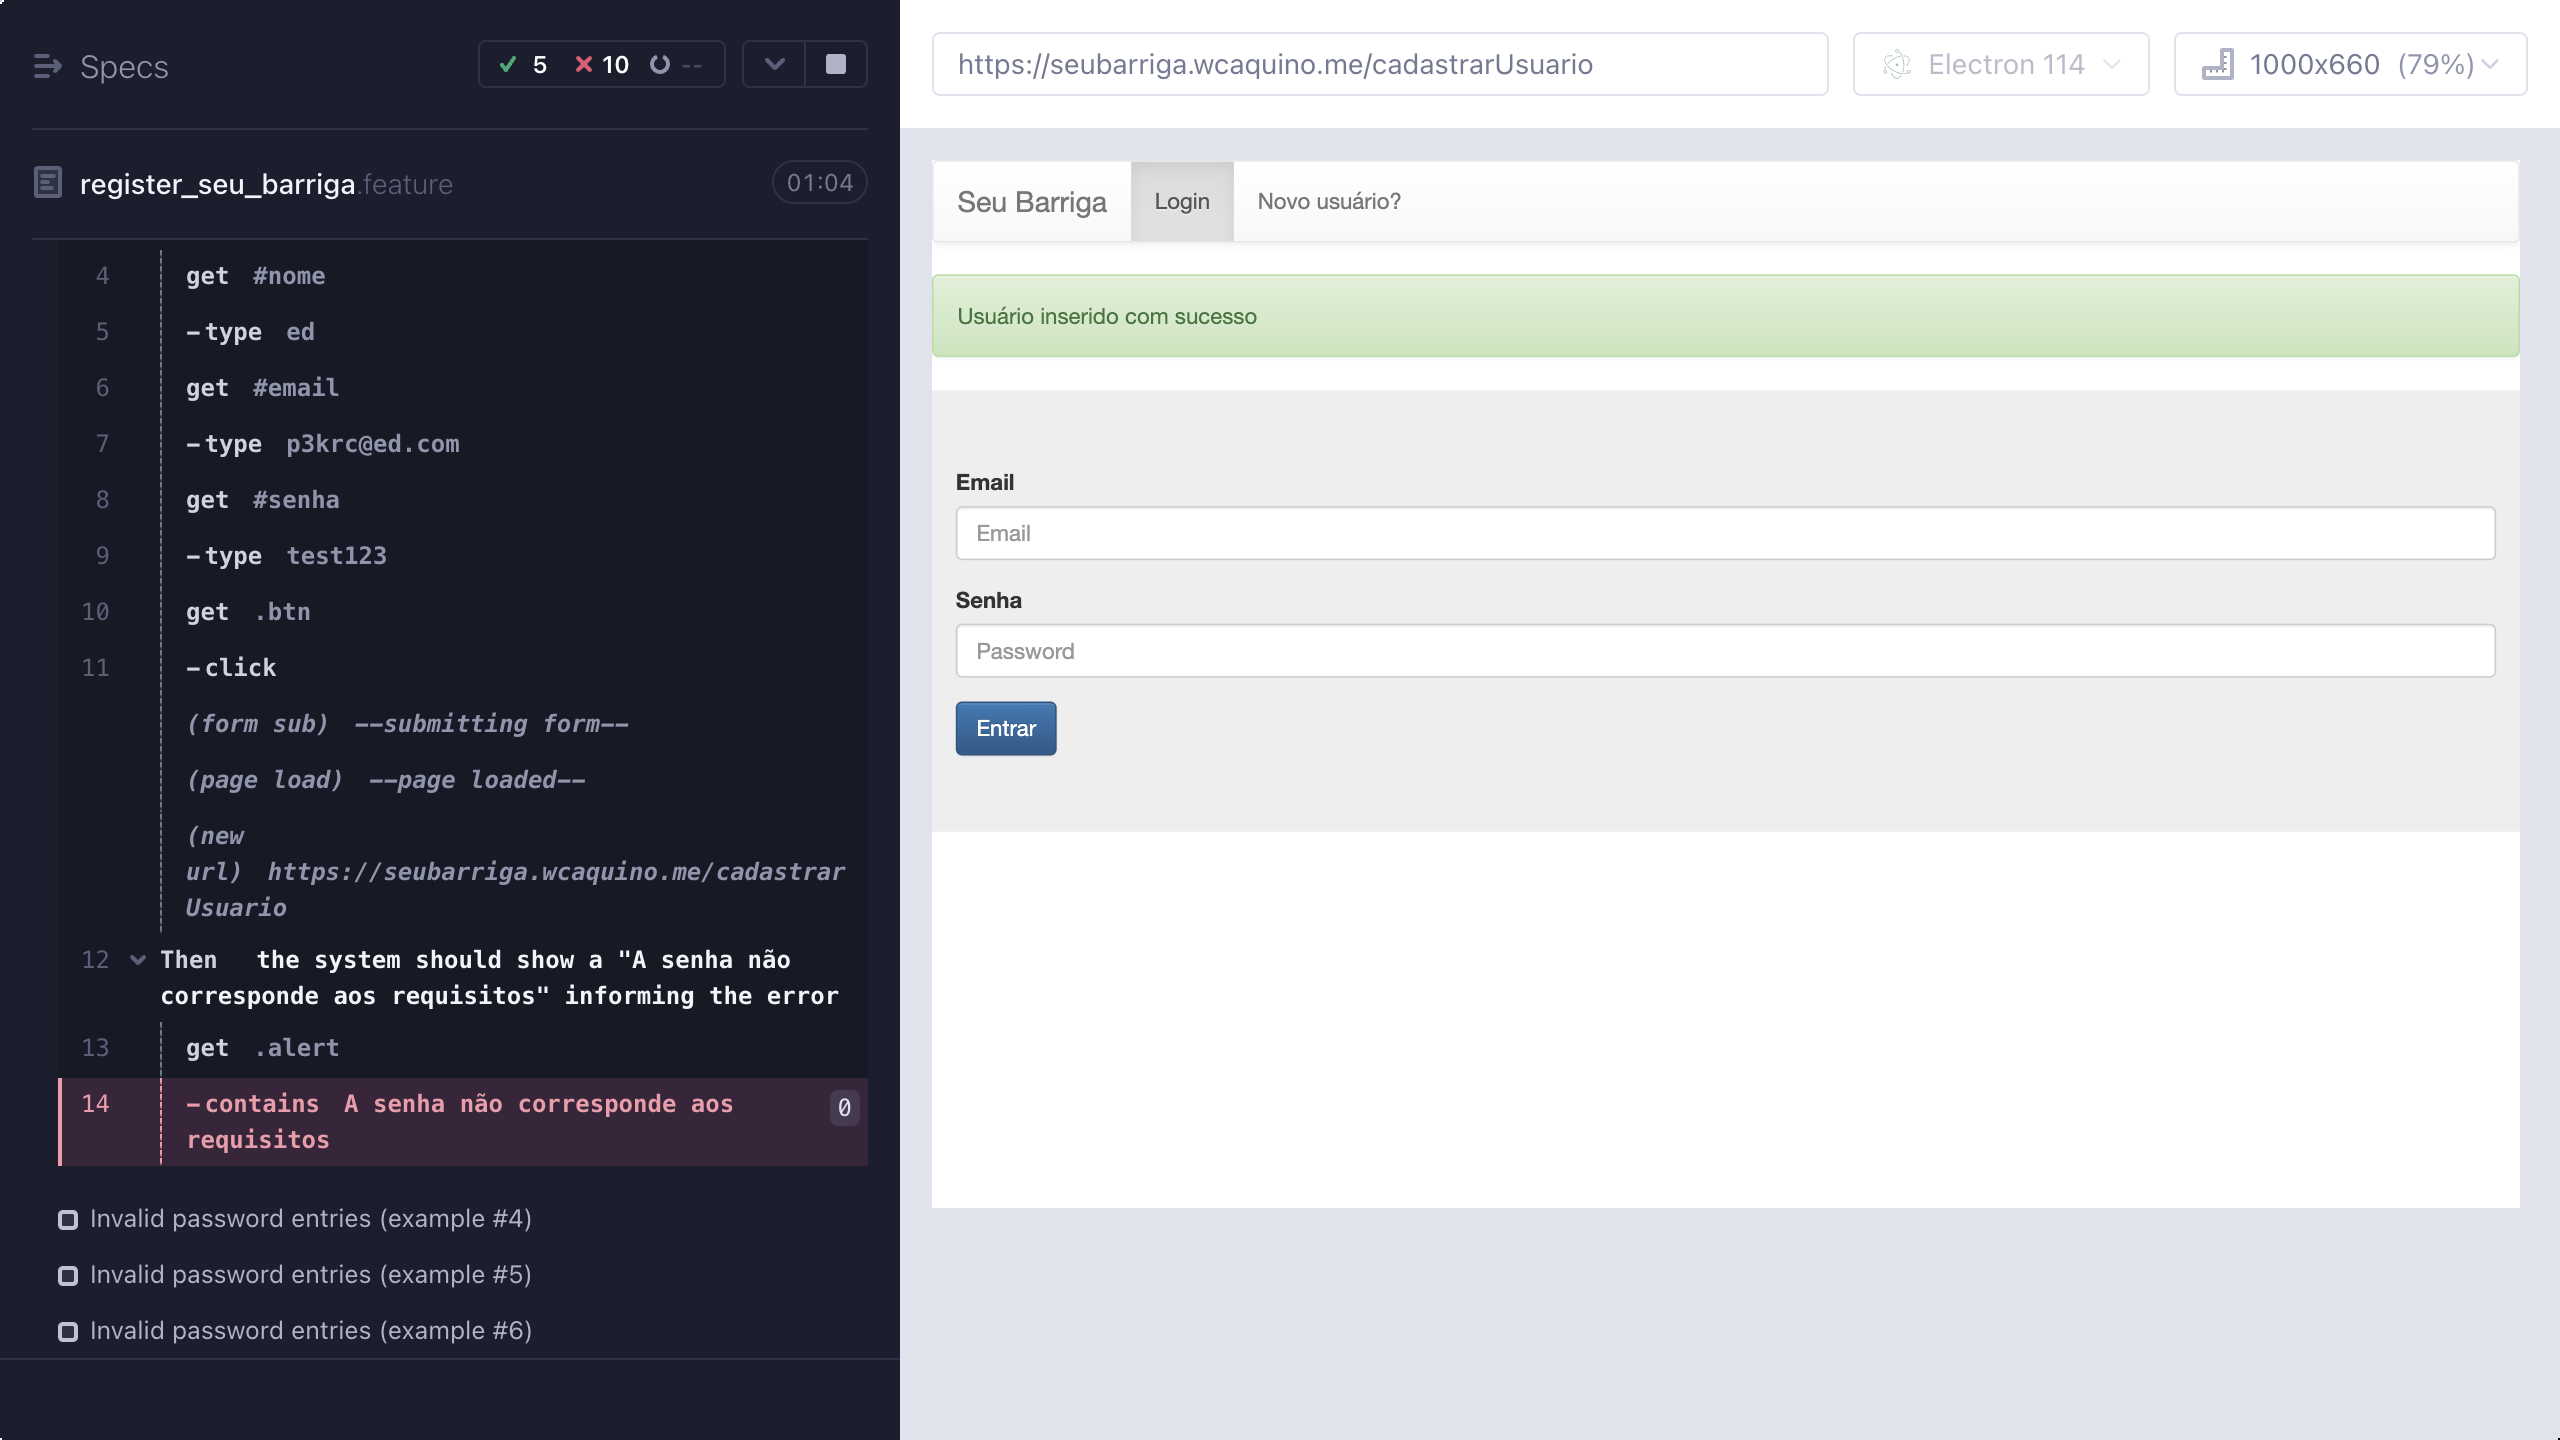 Specs
5 10 --
register_seu_barriga.feature 01:04
4 get #nome
5 -type ed
6 get #email
7 -type p3krc@ed.com
8 get #senha
9 -type test123
10 get .btn
11 -click
(form sub) --submitting form--
(page load) --page loaded--
(new
url) https://seubarriga.wcaquino.me/cadastrar
Usuario
12 Then the system should show a "A senha não
corresponde aos requisitos" informing the error
13 get .alert
14 -contains A senha não corresponde aos
requisitos
0
Invalid password entries (example #4)
Invalid password entries (example #5)
Invalid password entries (example #6)
https://seubarriga.wcaquino.me/cadastrarUsuario
Electron 114
1000x660 (79%)
Seu Barriga Login Novo usuário?
Usuário inserido com sucesso
Email
Email
Senha
Password
Entrar